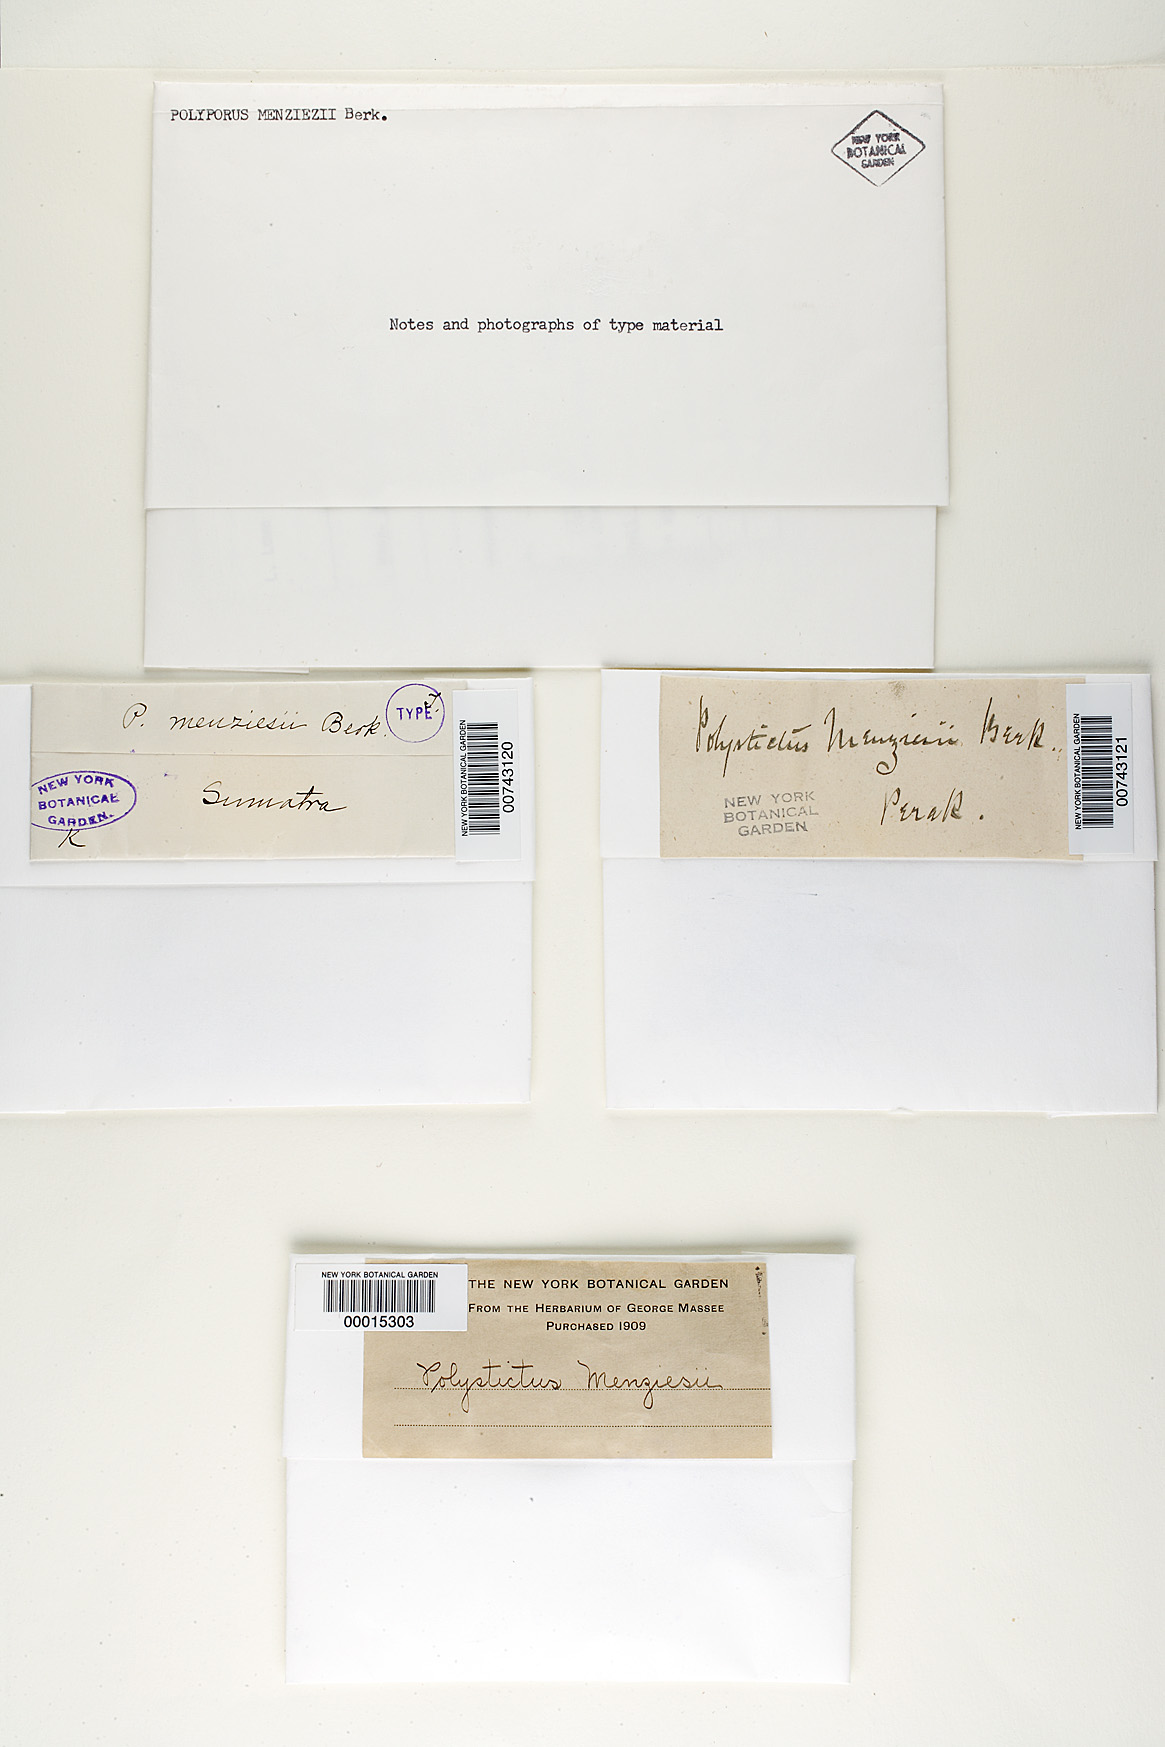 POLYPORUS MENZIEZII Berk.
NEW YORK
BOTANICAL
GARDEN
Notes and photographs of type material
P. menziesii Berk.
TYPE
Sumatra
NEW YORK
BOTANICAL
GARDEN.
K
NEW YORK BOTANICAL GARDEN
00743120
Polystictus Menziesii Berk.
Perak.
NEW YORK
BOTANICAL
GARDEN
NEW YORK BOTANICAL GARDEN
00743121
NEW YORK BOTANICAL GARDEN
00015303
THE NEW YORK BOTANICAL GARDEN
FROM THE HERBARIUM OF GEORGE MASSEE
PURCHASED 1909
Polystictus Menziesii